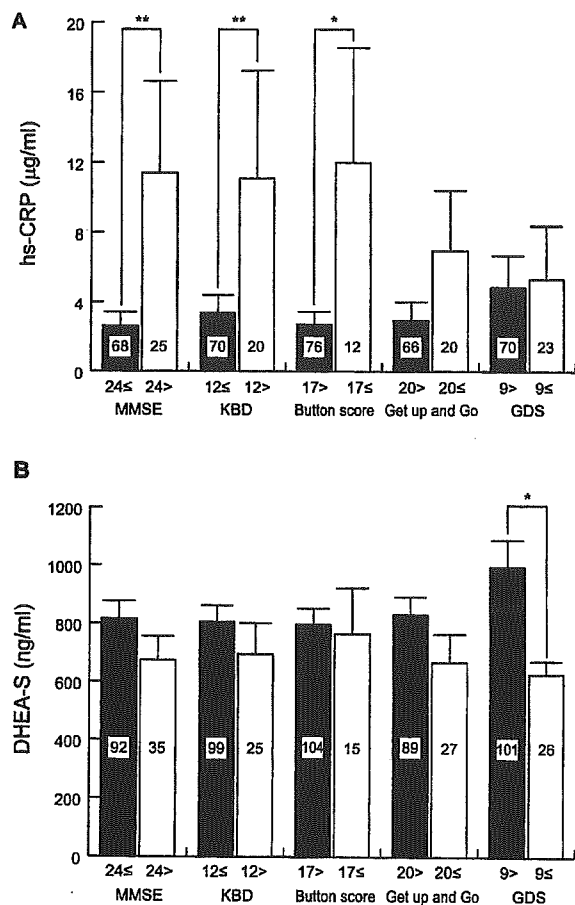 A
** ** *
20
16
12
8
4
0
hs-CRP (μg/ml)
68 25 70 20 76 12 66 20 70 23
24≤ 24> 12≤ 12> 17> 17≤ 20> 20≤ 9> 9≤
MMSE KBD Button score Get up and Go GDS
B
*
1200
1000
800
600
400
200
0
DHEA-S (ng/ml)
92 35 99 25 104 15 89 27 101 26
24≤ 24> 12≤ 12> 17> 17≤ 20> 20≤ 9> 9≤
MMSE KBD Button score Get up and Go GDS